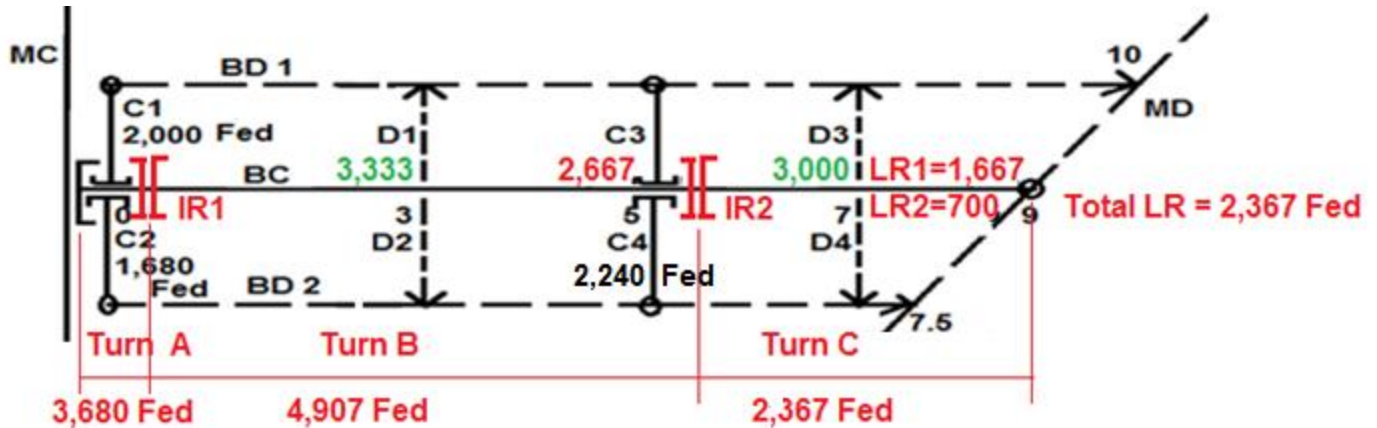 MC
BD 1
10
MD
C1
2,000 Fed
D1
C3
D3
3,333
2,667
3,000
LR1=1,667
BC
IR1
IR2
LR2=700
0
3
5
7
9
Total LR = 2,367 Fed
C2
D2
C4
D4
1,680
Fed
2,240 Fed
BD 2
7.5
Turn A
Turn B
Turn C
3,680 Fed
4,907 Fed
2,367 Fed